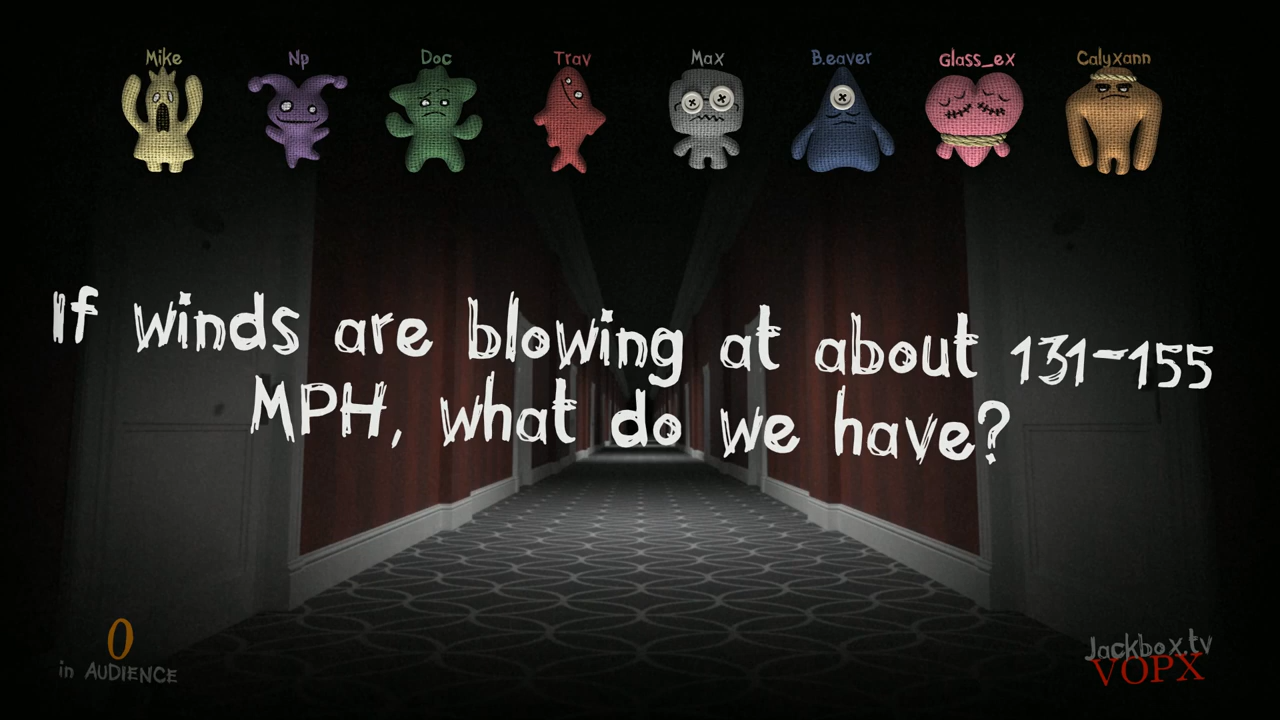 Mike Np Doc Trav Max B.eaver Glass_ex Calyxann
If winds are blowing at about 131-155
MPH, what do we have?
0
in AUDIENCE
Jackbox.tv
VOPX